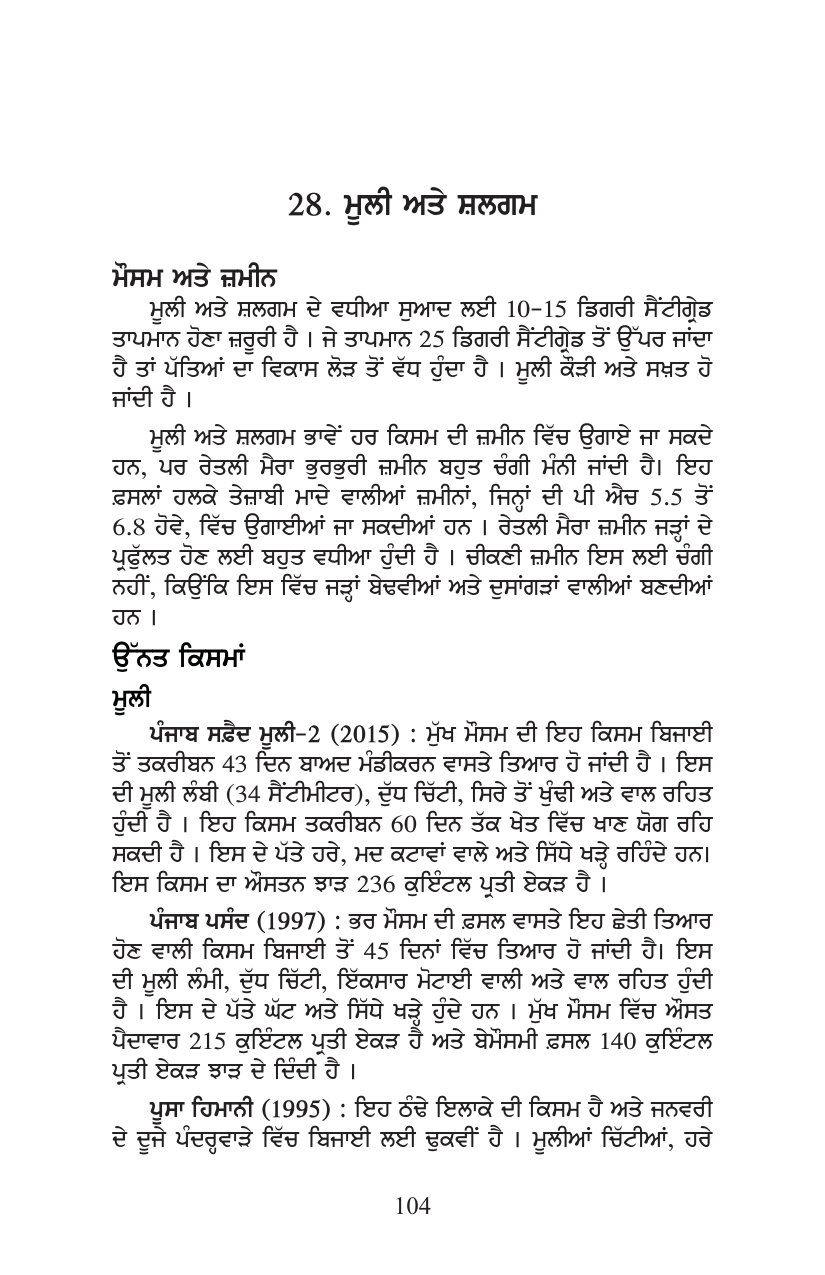 28. ਮੂਲੀ ਅਤੇ ਸ਼ਲਗਮ
ਮੌਸਮ ਅਤੇ ਜ਼ਮੀਨ
ਮੂਲੀ ਅਤੇ ਸ਼ਲਗਮ ਦੇ ਵਧੀਆ ਸੁਆਦ ਲਈ 10-15 ਡਿਗਰੀ ਸੈਂਟੀਗ੍ਰੇਡ
ਤਾਪਮਾਨ ਹੋਣਾ ਜ਼ਰੂਰੀ ਹੈ । ਜੇ ਤਾਪਮਾਨ 25 ਡਿਗਰੀ ਸੈਂਟੀਗ੍ਰੇਡ ਤੋਂ ਉੱਪਰ ਜਾਂਦਾ
ਹੈ ਤਾਂ ਪੱਤਿਆਂ ਦਾ ਵਿਕਾਸ ਲੋੜ ਤੋਂ ਵੱਧ ਹੁੰਦਾ ਹੈ । ਮੂਲੀ ਕੌੜੀ ਅਤੇ ਸਖ਼ਤ ਹੋ
ਜਾਂਦੀ ਹੈ ।
ਮੂਲੀ ਅਤੇ ਸ਼ਲਗਮ ਭਾਵੇਂ ਹਰ ਕਿਸਮ ਦੀ ਜ਼ਮੀਨ ਵਿੱਚ ਉਗਾਏ ਜਾ ਸਕਦੇ
ਹਨ, ਪਰ ਰੇਤਲੀ ਮੈਰਾ ਭੁਰਭੁਰੀ ਜ਼ਮੀਨ ਬਹੁਤ ਚੰਗੀ ਮੰਨੀ ਜਾਂਦੀ ਹੈ। ਇਹ
ਫ਼ਸਲਾਂ ਹਲਕੇ ਤੇਜ਼ਾਬੀ ਮਾਦੇ ਵਾਲੀਆਂ ਜ਼ਮੀਨਾਂ, ਜਿਨ੍ਹਾਂ ਦੀ ਪੀ ਐਚ 5.5 ਤੋਂ
6.8 ਹੋਵੇ, ਵਿੱਚ ਉਗਾਈਆਂ ਜਾ ਸਕਦੀਆਂ ਹਨ । ਰੇਤਲੀ ਮੈਰਾ ਜ਼ਮੀਨ ਜੜ੍ਹਾਂ ਦੇ
ਪ੍ਰਫੁੱਲਤ ਹੋਣ ਲਈ ਬਹੁਤ ਵਧੀਆ ਹੁੰਦੀ ਹੈ । ਚੀਕਣੀ ਜ਼ਮੀਨ ਇਸ ਲਈ ਚੰਗੀ
ਨਹੀਂ, ਕਿਉਂਕਿ ਇਸ ਵਿੱਚ ਜੜ੍ਹਾਂ ਬੇਢਵੀਆਂ ਅਤੇ ਦੁਸਾਂਗੜਾਂ ਵਾਲੀਆਂ ਬਣਦੀਆਂ
ਹਨ ।
ਉੱਨਤ ਕਿਸਮਾਂ
ਮੂਲੀ
ਪੰਜਾਬ ਸਫ਼ੈਦ ਮੂਲੀ-2 (2015) : ਮੁੱਖ ਮੌਸਮ ਦੀ ਇਹ ਕਿਸਮ ਬਿਜਾਈ
ਤੋਂ ਤਕਰੀਬਨ 43 ਦਿਨ ਬਾਅਦ ਮੰਡੀਕਰਨ ਵਾਸਤੇ ਤਿਆਰ ਹੋ ਜਾਂਦੀ ਹੈ । ਇਸ
ਦੀ ਮੂਲੀ ਲੰਬੀ (34 ਸੈਂਟੀਮੀਟਰ), ਦੁੱਧ ਚਿੱਟੀ, ਸਿਰੇ ਤੋਂ ਖੁੰਢੀ ਅਤੇ ਵਾਲ ਰਹਿਤ
ਹੁੰਦੀ ਹੈ । ਇਹ ਕਿਸਮ ਤਕਰੀਬਨ 60 ਦਿਨ ਤੱਕ ਖੇਤ ਵਿੱਚ ਖਾਣ ਯੋਗ ਰਹਿ
ਸਕਦੀ ਹੈ । ਇਸ ਦੇ ਪੱਤੇ ਹਰੇ, ਮਦ ਕਟਾਵਾਂ ਵਾਲੇ ਅਤੇ ਸਿੱਧੇ ਖੜ੍ਹੇ ਰਹਿੰਦੇ ਹਨ।
ਇਸ ਕਿਸਮ ਦਾ ਔਸਤਨ ਝਾੜ 236 ਕੁਇੰਟਲ ਪ੍ਰਤੀ ਏਕੜ ਹੈ ।
ਪੰਜਾਬ ਪਸੰਦ (1997) : ਭਰ ਮੌਸਮ ਦੀ ਫ਼ਸਲ ਵਾਸਤੇ ਇਹ ਛੇਤੀ ਤਿਆਰ
ਹੋਣ ਵਾਲੀ ਕਿਸਮ ਬਿਜਾਈ ਤੋਂ 45 ਦਿਨਾਂ ਵਿੱਚ ਤਿਆਰ ਹੋ ਜਾਂਦੀ ਹੈ। ਇਸ
ਦੀ ਮੂਲੀ ਲੰਮੀ, ਦੁੱਧ ਚਿੱਟੀ, ਇੱਕਸਾਰ ਮੋਟਾਈ ਵਾਲੀ ਅਤੇ ਵਾਲ ਰਹਿਤ ਹੁੰਦੀ
ਹੈ । ਇਸ ਦੇ ਪੱਤੇ ਘੱਟ ਅਤੇ ਸਿੱਧੇ ਖੜ੍ਹੇ ਹੁੰਦੇ ਹਨ । ਮੁੱਖ ਮੌਸਮ ਵਿੱਚ ਔਸਤ
ਪੈਦਾਵਾਰ 215 ਕੁਇੰਟਲ ਪ੍ਰਤੀ ਏਕੜ ਹੈ ਅਤੇ ਬੇਮੌਸਮੀ ਫ਼ਸਲ 140 ਕੁਇੰਟਲ
ਪ੍ਰਤੀ ਏਕੜ ਝਾੜ ਦੇ ਦਿੰਦੀ ਹੈ ।
ਪੂਸਾ ਹਿਮਾਨੀ (1995) : ਇਹ ਠੰਢੇ ਇਲਾਕੇ ਦੀ ਕਿਸਮ ਹੈ ਅਤੇ ਜਨਵਰੀ
ਦੇ ਦੂਜੇ ਪੰਦਰ੍ਹਵਾੜੇ ਵਿੱਚ ਬਿਜਾਈ ਲਈ ਢੁਕਵੀਂ ਹੈ । ਮੂਲੀਆਂ ਚਿੱਟੀਆਂ, ਹਰੇ
104